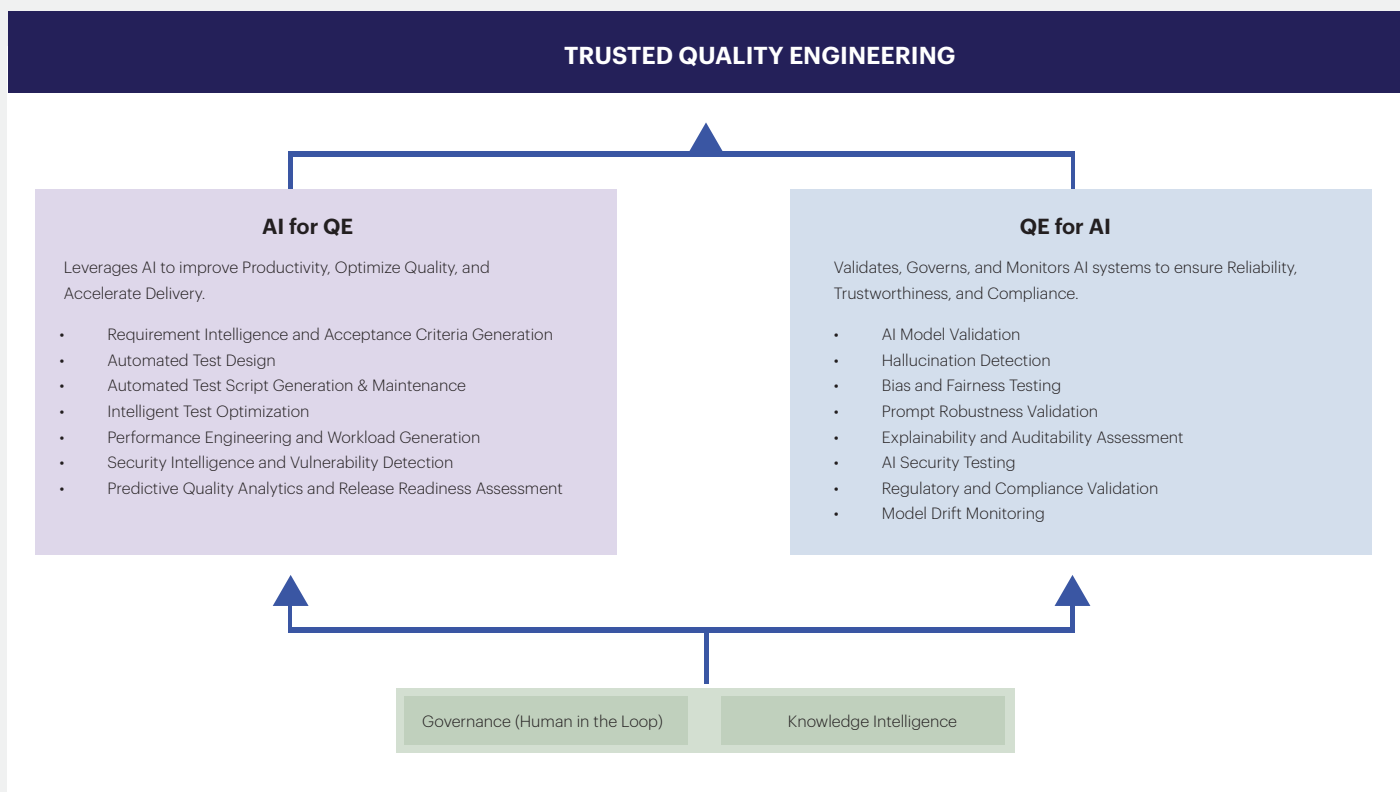 TRUSTED QUALITY ENGINEERING
AI for QE
Leverages AI to improve Productivity, Optimize Quality, and
Accelerate Delivery.
• Requirement Intelligence and Acceptance Criteria Generation
• Automated Test Design
• Automated Test Script Generation & Maintenance
• Intelligent Test Optimization
• Performance Engineering and Workload Generation
• Security Intelligence and Vulnerability Detection
• Predictive Quality Analytics and Release Readiness Assessment
QE for AI
Validates, Governs, and Monitors AI systems to ensure Reliability,
Trustworthiness, and Compliance.
• AI Model Validation
• Hallucination Detection
• Bias and Fairness Testing
• Prompt Robustness Validation
• Explainability and Auditability Assessment
• AI Security Testing
• Regulatory and Compliance Validation
• Model Drift Monitoring
Governance (Human in the Loop)
Knowledge Intelligence